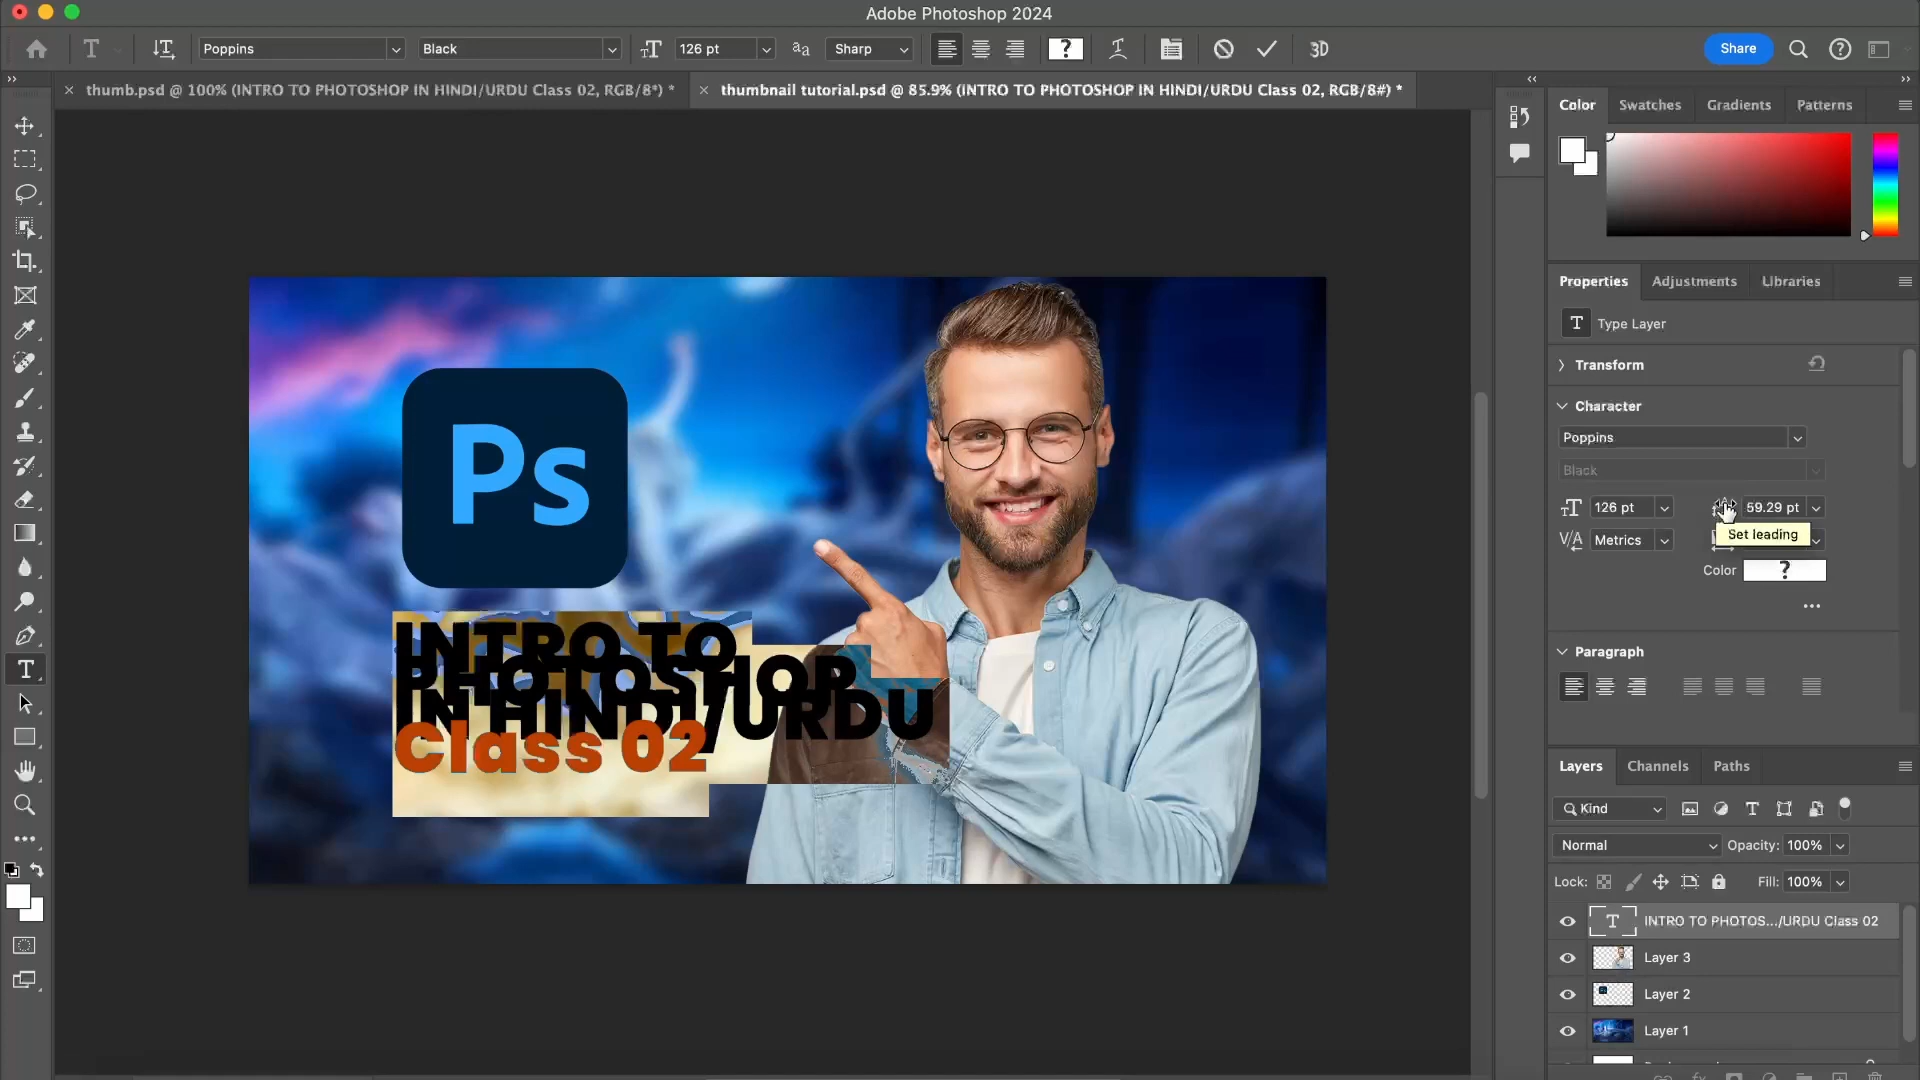 Adobe Photoshop 2024
Poppins
Black
126 pt
Sharp
?
3D
Share
thumb.psd @ 100% (INTRO TO PHOTOSHOP IN HINDI/URDU Class 02, RGB/8*) *
thumbnail tutorial.psd @ 85.9% (INTRO TO PHOTOSHOP IN HINDI/URDU Class 02, RGB/8#) *
Color
Swatches
Gradients
Patterns
Properties
Adjustments
Libraries
T
Type Layer
Transform
Character
Poppins
Black
126 pt
59.29 pt
Set leading
Metrics
Color
?
Paragraph
Ps
INTRO TO
PHOTOSHOP
IN HINDI/URDU
Class 02
Layers
Channels
Paths
Kind
Normal
Opacity: 100%
Lock:
Fill: 100%
INTRO TO PHOTOS.../URDU Class 02
Layer 3
Layer 2
Layer 1